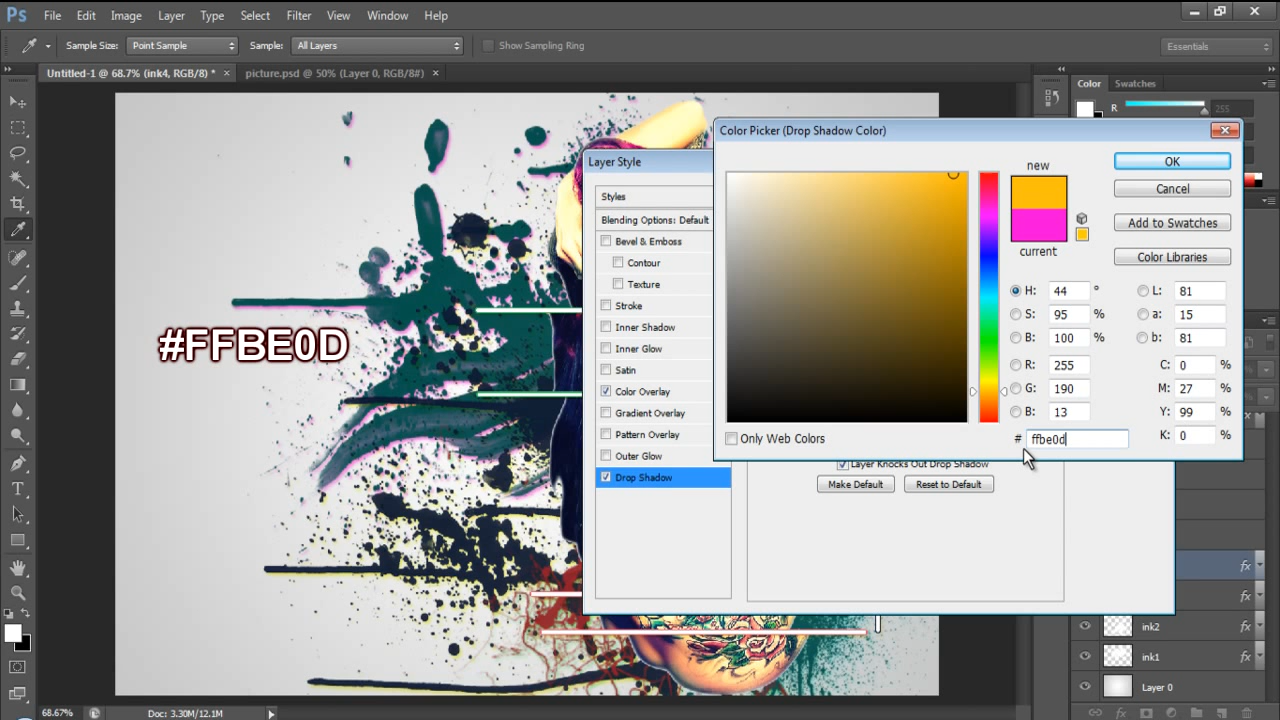 Ps File Edit Image Layer Type Select Filter View Window Help
Sample Size: Point Sample Sample: All Layers Show Sampling Ring Essentials
Untitled-1 @ 68.7% (ink4, RGB/8) * × picture.psd @ 50% (Layer 0, RGB/8#) ×
Color Swatches
R 255
#FFBE0D
Layer Style
Styles
Blending Options: Default
Bevel & Emboss
Contour
Texture
Stroke
Inner Shadow
Inner Glow
Satin
Color Overlay
Gradient Overlay
Pattern Overlay
Outer Glow
Drop Shadow
Layer Knocks Out Drop Shadow
Make Default Reset to Default
Color Picker (Drop Shadow Color)
new
current
OK
Cancel
Add to Swatches
Color Libraries
H: 44 ° L: 81
S: 95 % a: 15
B: 100 % b: 81
R: 255 C: 0 %
G: 190 M: 27 %
B: 13 Y: 99 %
K: 0 %
Only Web Colors # ffbe0d
fx
fx
ink2 fx
ink1 fx
Layer 0
68.67% Doc: 3.30M/12.1M